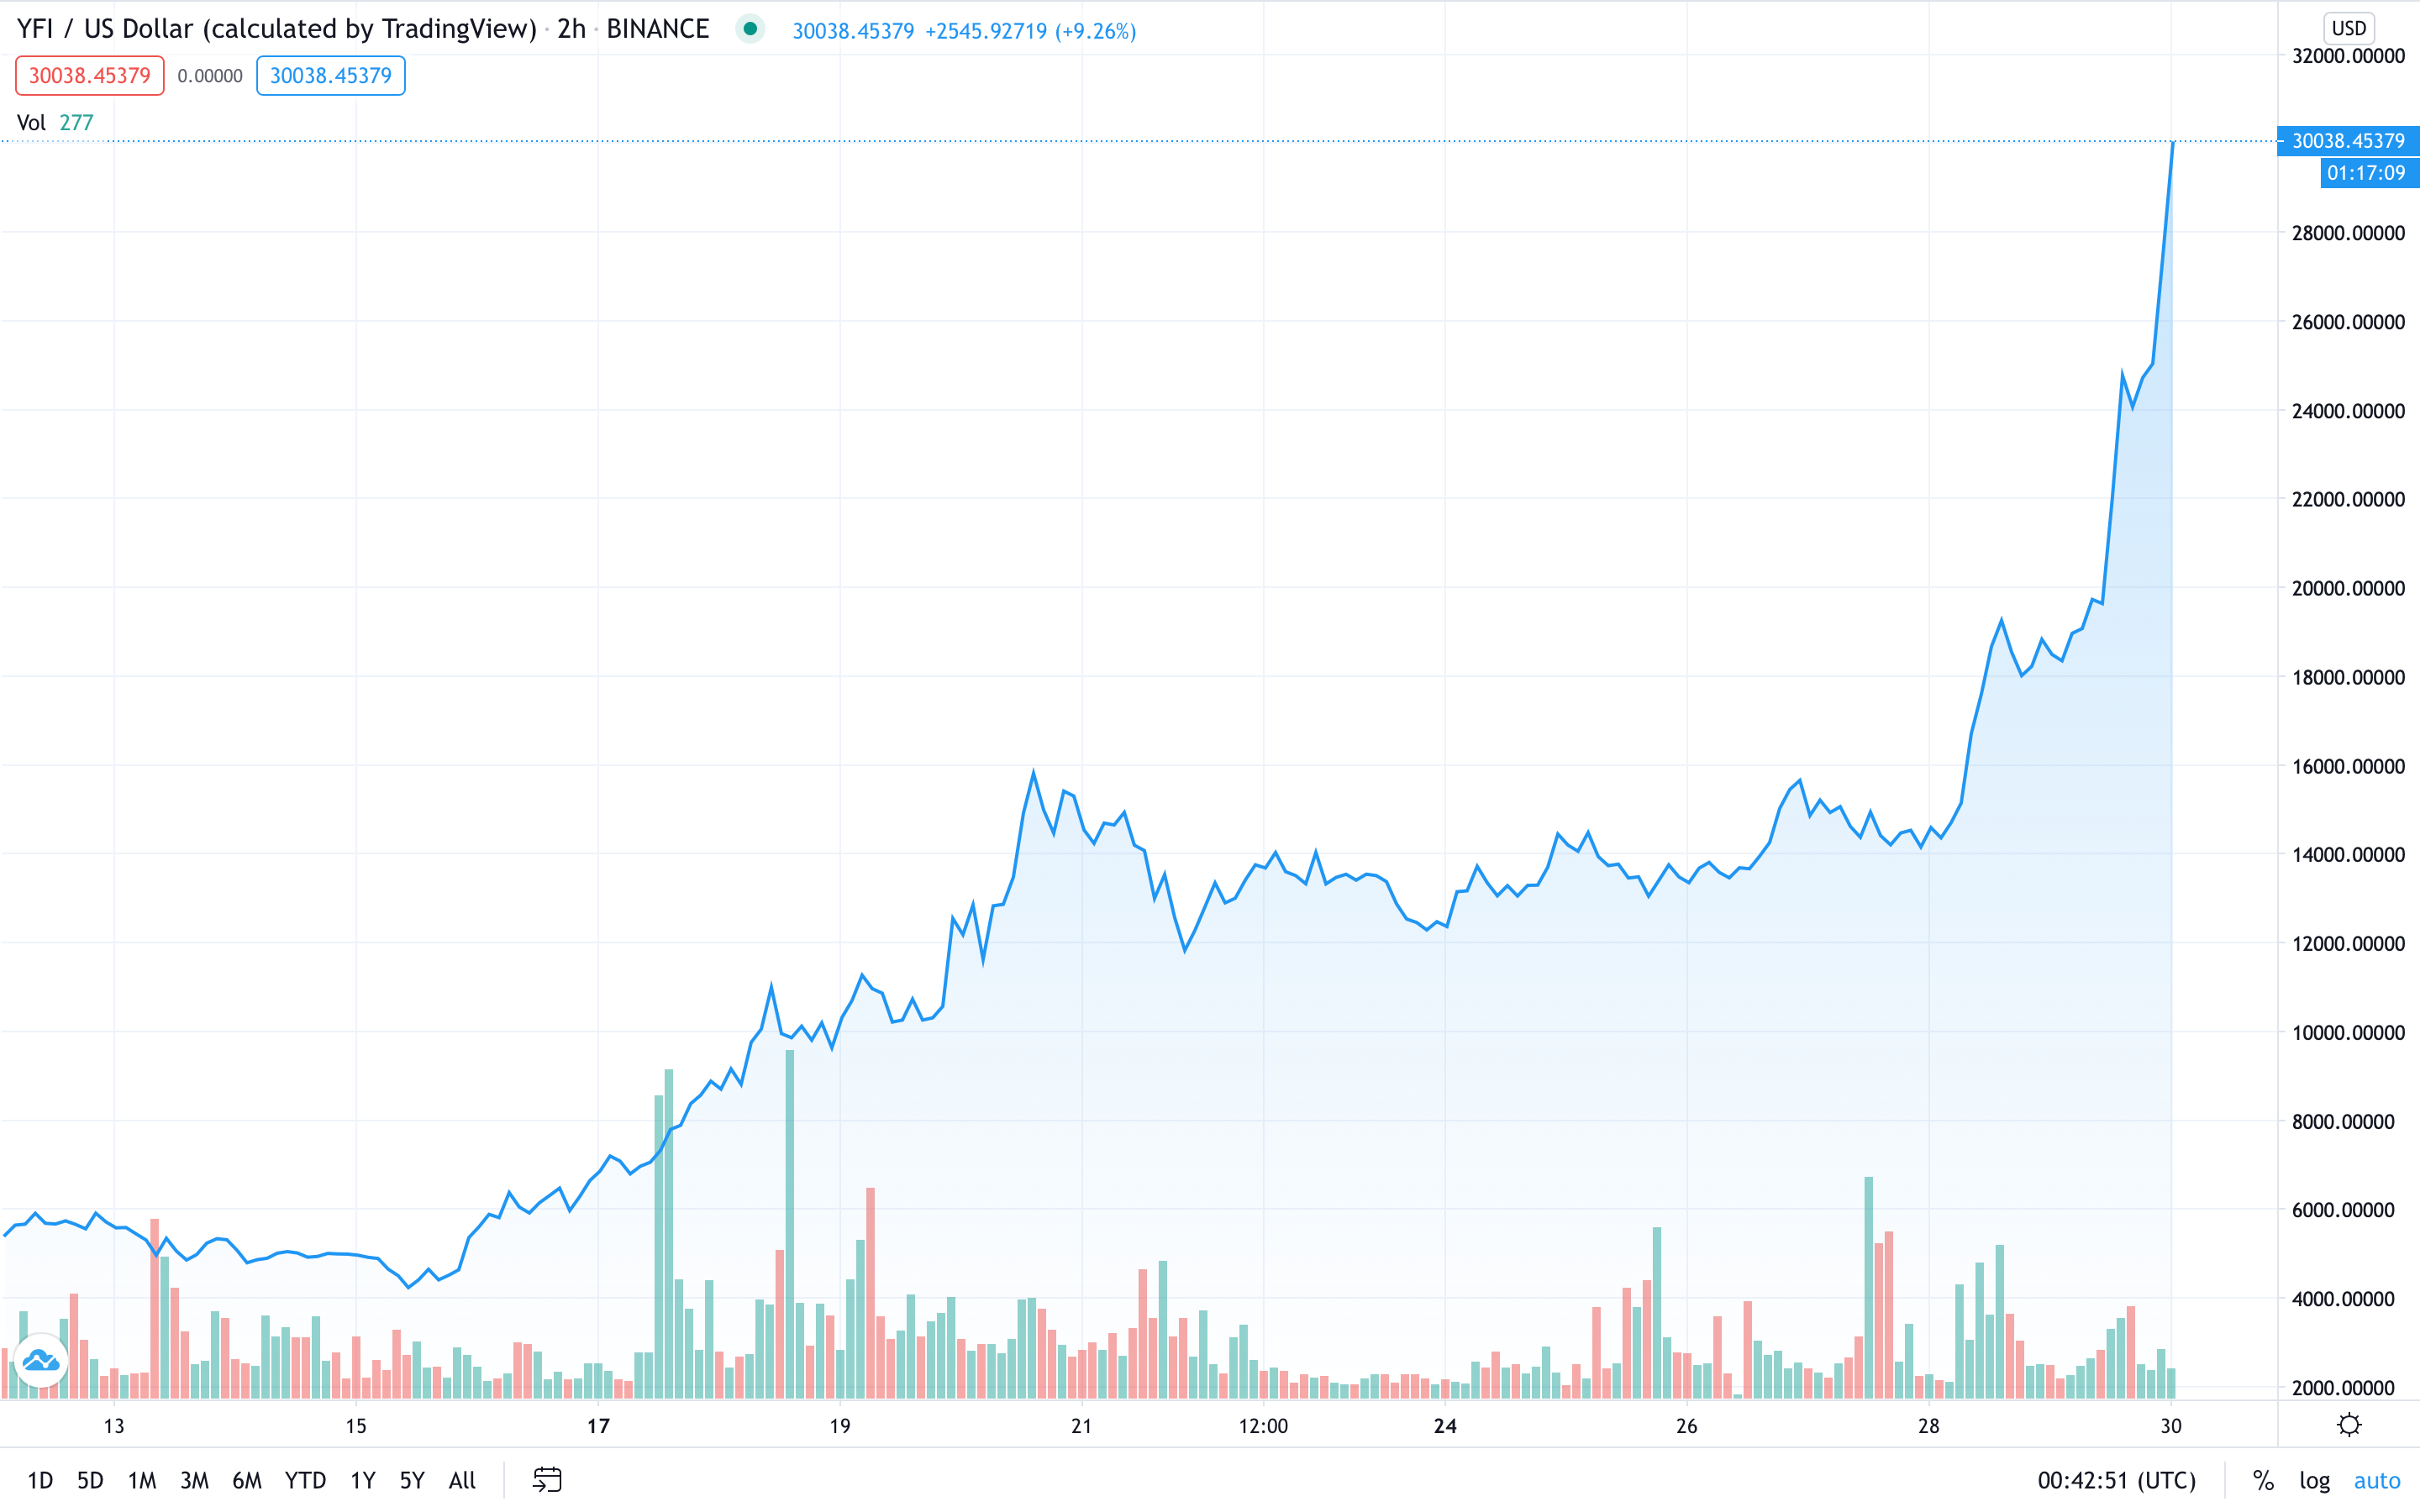 YFI / US Dollar (calculated by TradingView) · 2h · BINANCE 30038.45379 +2545.92719 (+9.26%)
USD
30038.45379 0.00000 30038.45379
Vol 277
32000.00000
30038.45379
01:17:09
28000.00000
26000.00000
24000.00000
22000.00000
20000.00000
18000.00000
16000.00000
14000.00000
12000.00000
10000.00000
8000.00000
6000.00000
4000.00000
2000.00000
13 15 17 19 21 12:00 24 26 28 30
1D 5D 1M 3M 6M YTD 1Y 5Y All 00:42:51 (UTC) % log auto